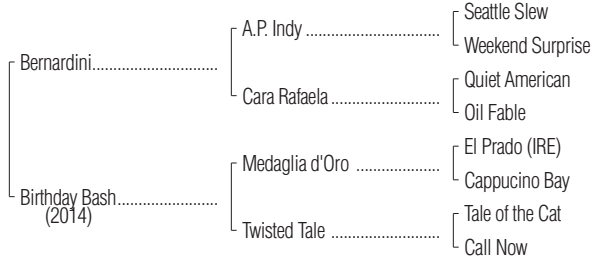 Seattle Slew
A.P. Indy ..............................
Weekend Surprise
Bernardini............................
Quiet American
Cara Rafaela ........................
Oil Fable
El Prado (IRE)
Medaglia d'Oro ..................
Cappucino Bay
Birthday Bash......................
(2014)
Tale of the Cat
Twisted Tale ........................
Call Now